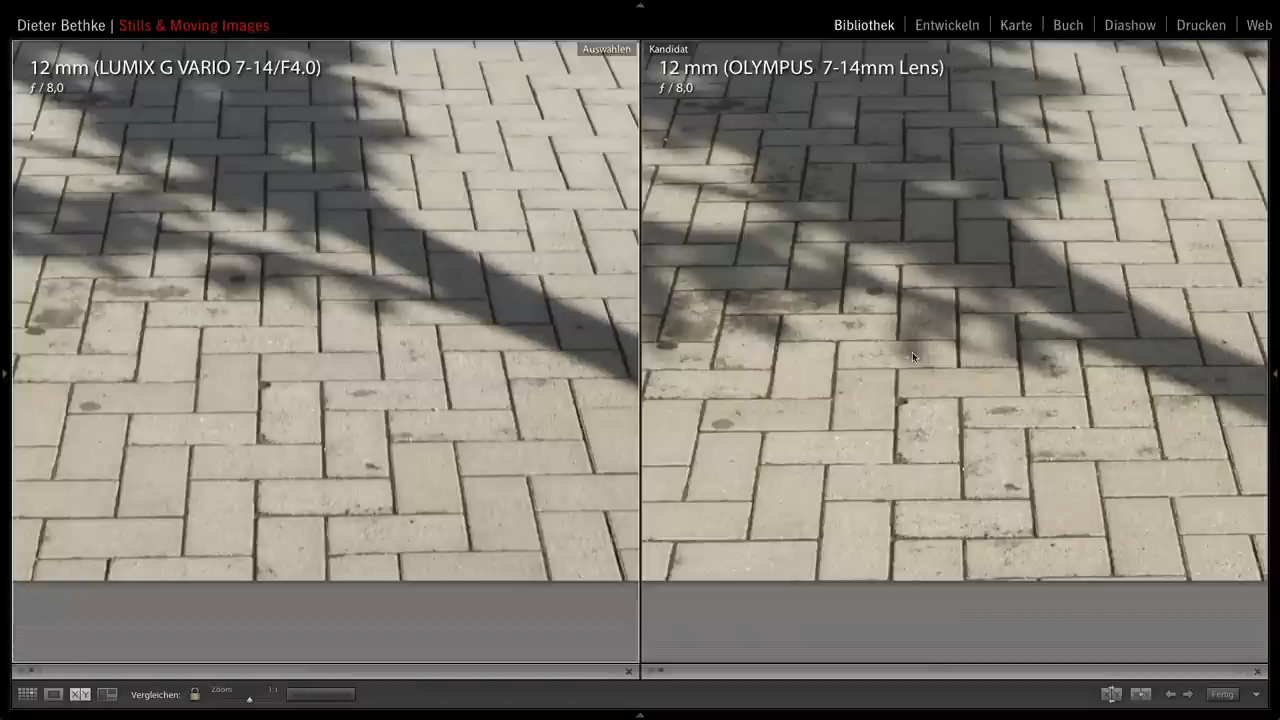 Dieter Bethke | Stills & Moving Images
Bibliothek | Entwickeln | Karte | Buch | Diashow | Drucken | Web
Auswählen
12 mm (LUMIX G VARIO 7-14/F4.0)
ƒ / 8,0
Kandidat
12 mm (OLYMPUS 7-14mm Lens)
ƒ / 8,0
X Y
Vergleichen:
Zoom
1:1
Fertig